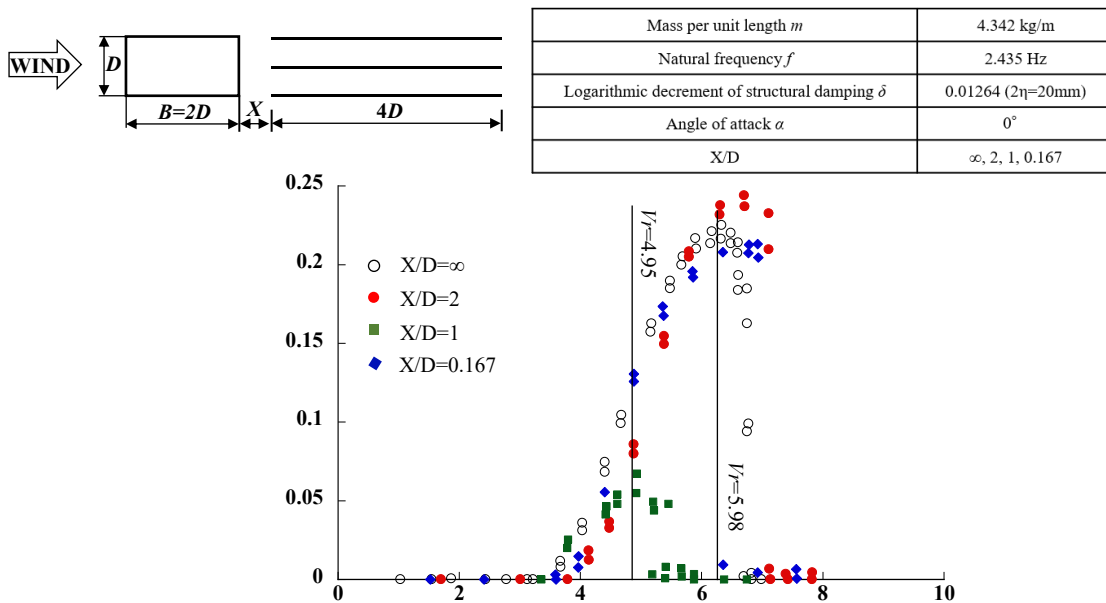 WIND
D
B=2D
X
4D
Mass per unit length m
4.342 kg/m
Natural frequency f
2.435 Hz
Logarithmic decrement of structural damping δ
0.01264 (2η=20mm)
Angle of attack α
0°
X/D
∞, 2, 1, 0.167
0.25
0.2
0.15
0.1
0.05
0
X/D=∞
X/D=2
X/D=1
X/D=0.167
Vr=4.95
Vr=5.98
0
2
4
6
8
10